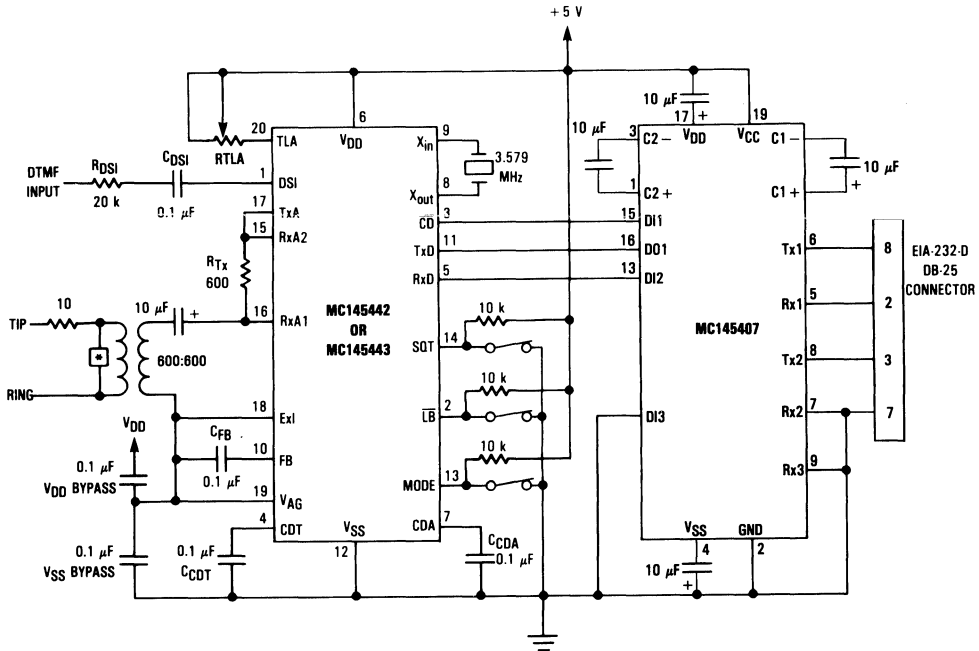 + 5 V
10 µF
10 µF
17
+
19
3
C2 −
VDD
VCC
C1 −
10 µF
+
1
C2 +
C1 +
6
VDD
20
TLA
RTLA
9
Xin
3.579
MHz
8
Xout
DTMF
INPUT
RDSI
20 k
CDSI
0.1 µF
1
DSI
17
TxA
15
RxA2
RTx
600
3
CD
15
DI1
11
TxD
16
DO1
5
RxD
13
DI2
Tx1
6
8
Rx1
5
2
Tx2
8
3
Rx2
7
7
Rx3
9
EIA-232-D
DB-25
CONNECTOR
MC145442
OR
MC145443
MC145407
TIP
10
*
RING
600:600
10 µF
+
16
RxA1
14
SQT
10 k
2
LB
10 k
13
MODE
10 k
DI3
18
ExI
VDD
CFB
0.1 µF
10
FB
0.1 µF
VDD BYPASS
19
VAG
4
CDT
0.1 µF
VSS BYPASS
0.1 µF
CCDT
VSS
12
7
CDA
CCDA
0.1 µF
VSS
4
GND
2
10 µF
+